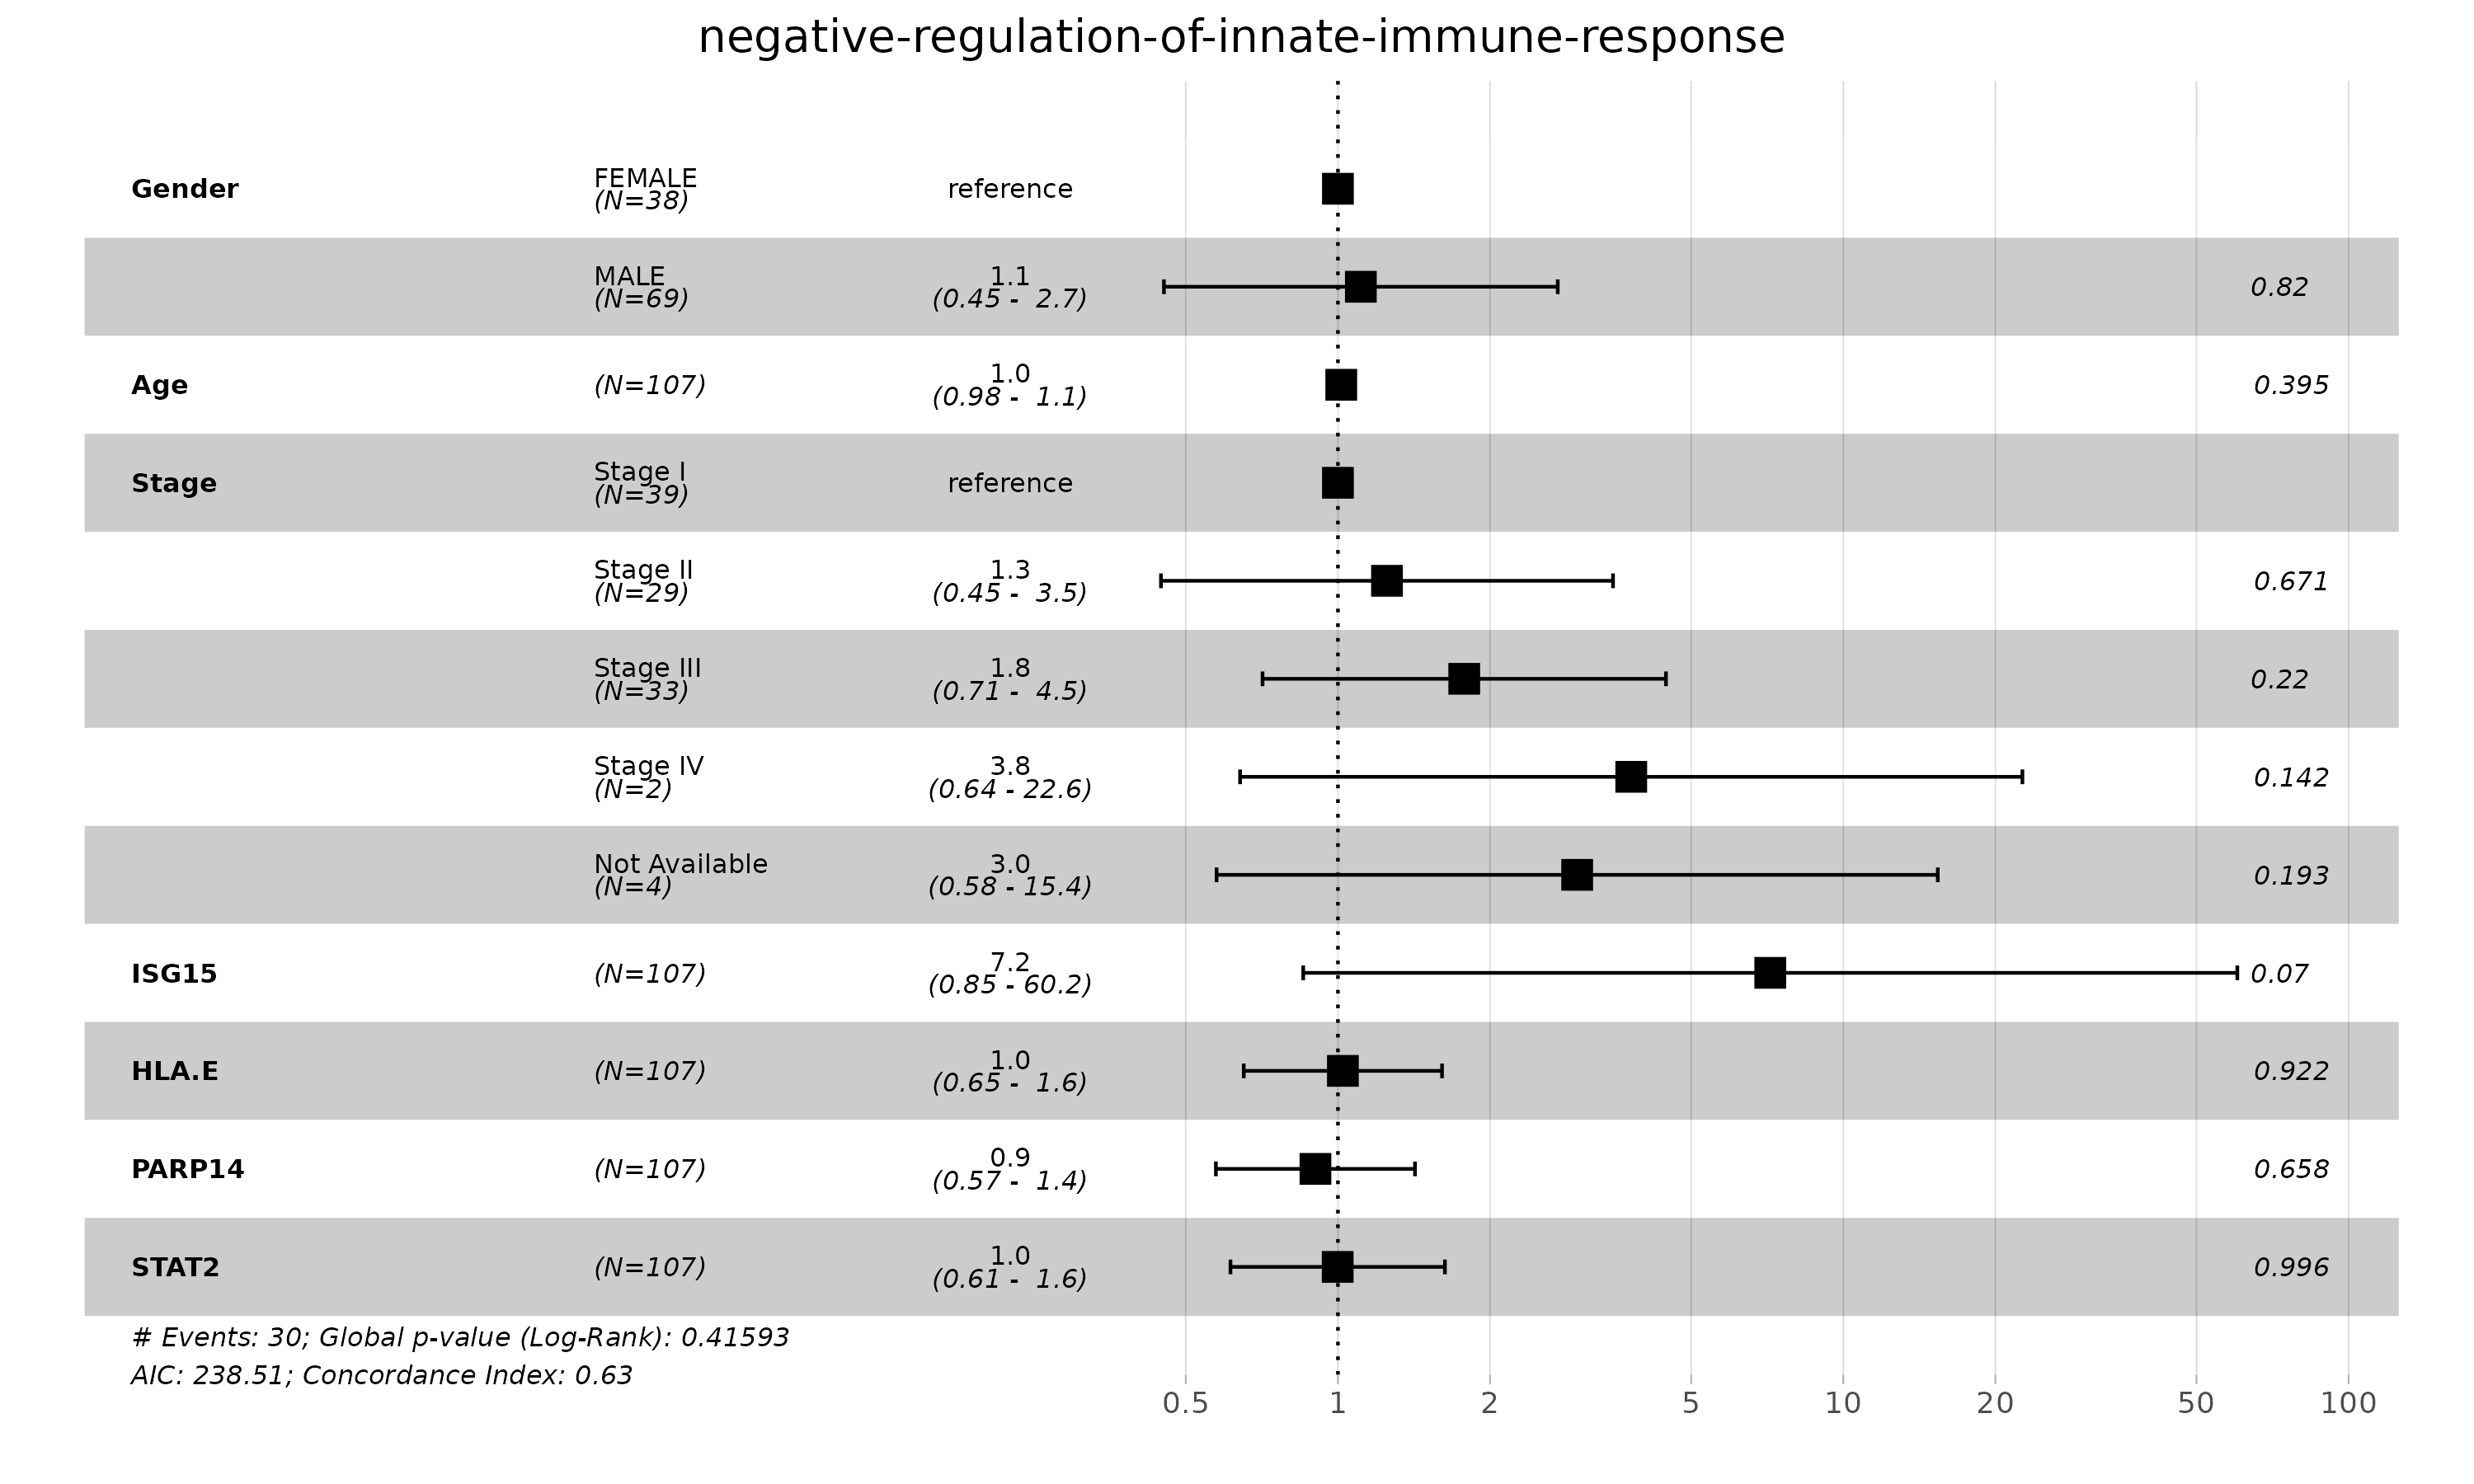 negative-regulation-of-innate-immune-response
Gender FEMALE (N=38) reference
MALE (N=69) 1.1 (0.45 - 2.7) 0.82
Age (N=107) 1.0 (0.98 - 1.1) 0.395
Stage Stage I (N=39) reference
Stage II (N=29) 1.3 (0.45 - 3.5) 0.671
Stage III (N=33) 1.8 (0.71 - 4.5) 0.22
Stage IV (N=2) 3.8 (0.64 - 22.6) 0.142
Not Available (N=4) 3.0 (0.58 - 15.4) 0.193
ISG15 (N=107) 7.2 (0.85 - 60.2) 0.07
HLA.E (N=107) 1.0 (0.65 - 1.6) 0.922
PARP14 (N=107) 0.9 (0.57 - 1.4) 0.658
STAT2 (N=107) 1.0 (0.61 - 1.6) 0.996
# Events: 30; Global p-value (Log-Rank): 0.41593
AIC: 238.51; Concordance Index: 0.63
0.5 1 2 5 10 20 50 100